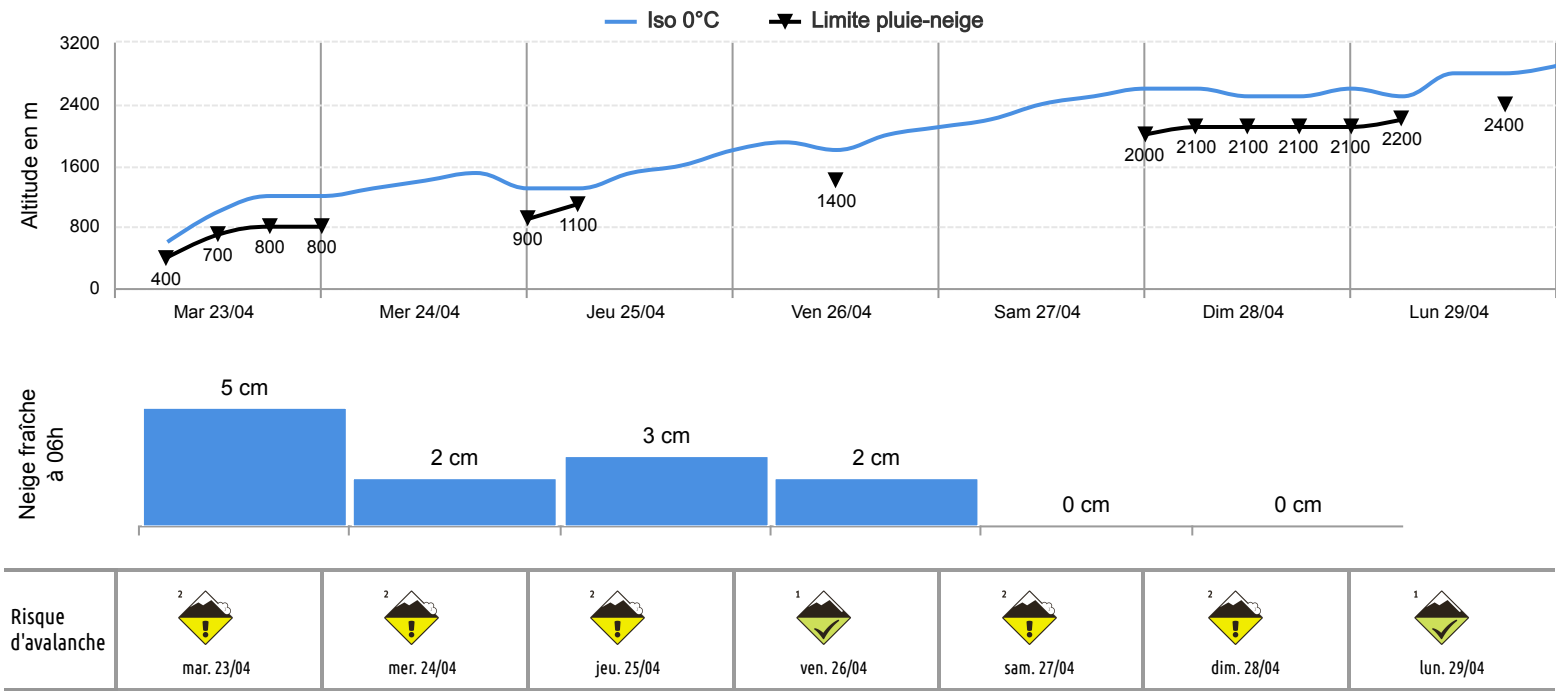 Iso 0°C Limite pluie-neige
Altitude en m
3200
2400
1600
800
0
400 700 800 800 900 1100 1400 2000 2100 2100 2100 2100 2200 2400
Mar 23/04 Mer 24/04 Jeu 25/04 Ven 26/04 Sam 27/04 Dim 28/04 Lun 29/04
Neige fraîche
à 06h
5 cm 2 cm 3 cm 2 cm 0 cm 0 cm
Risque
d'avalanche
2 2 2 1 2 2 1
! ! ! ! !
mar. 23/04 mer. 24/04 jeu. 25/04 ven. 26/04 sam. 27/04 dim. 28/04 lun. 29/04